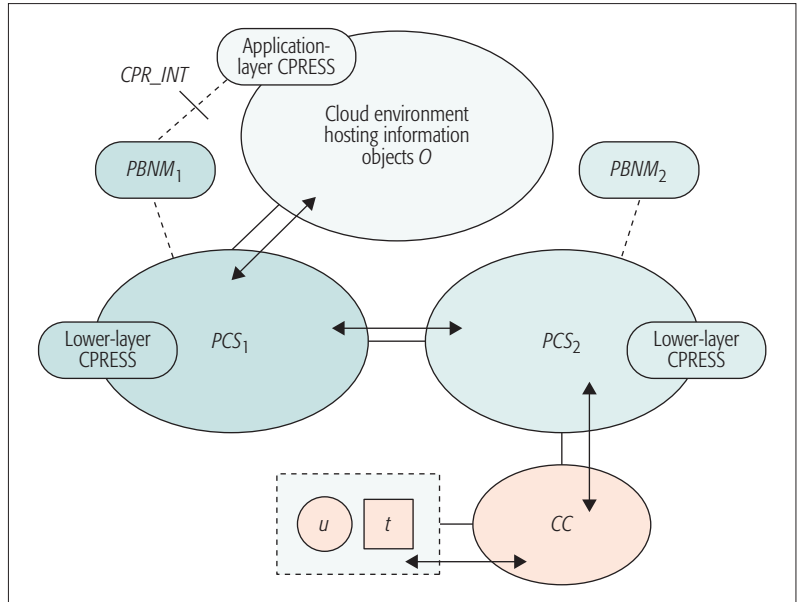 Application-
layer CPRESS
CPR_INT
Cloud environment
hosting information
objects O
PBNM1
PBNM2
Lower-layer
CPRESS
PCS1
PCS2
Lower-layer
CPRESS
u
t
CC